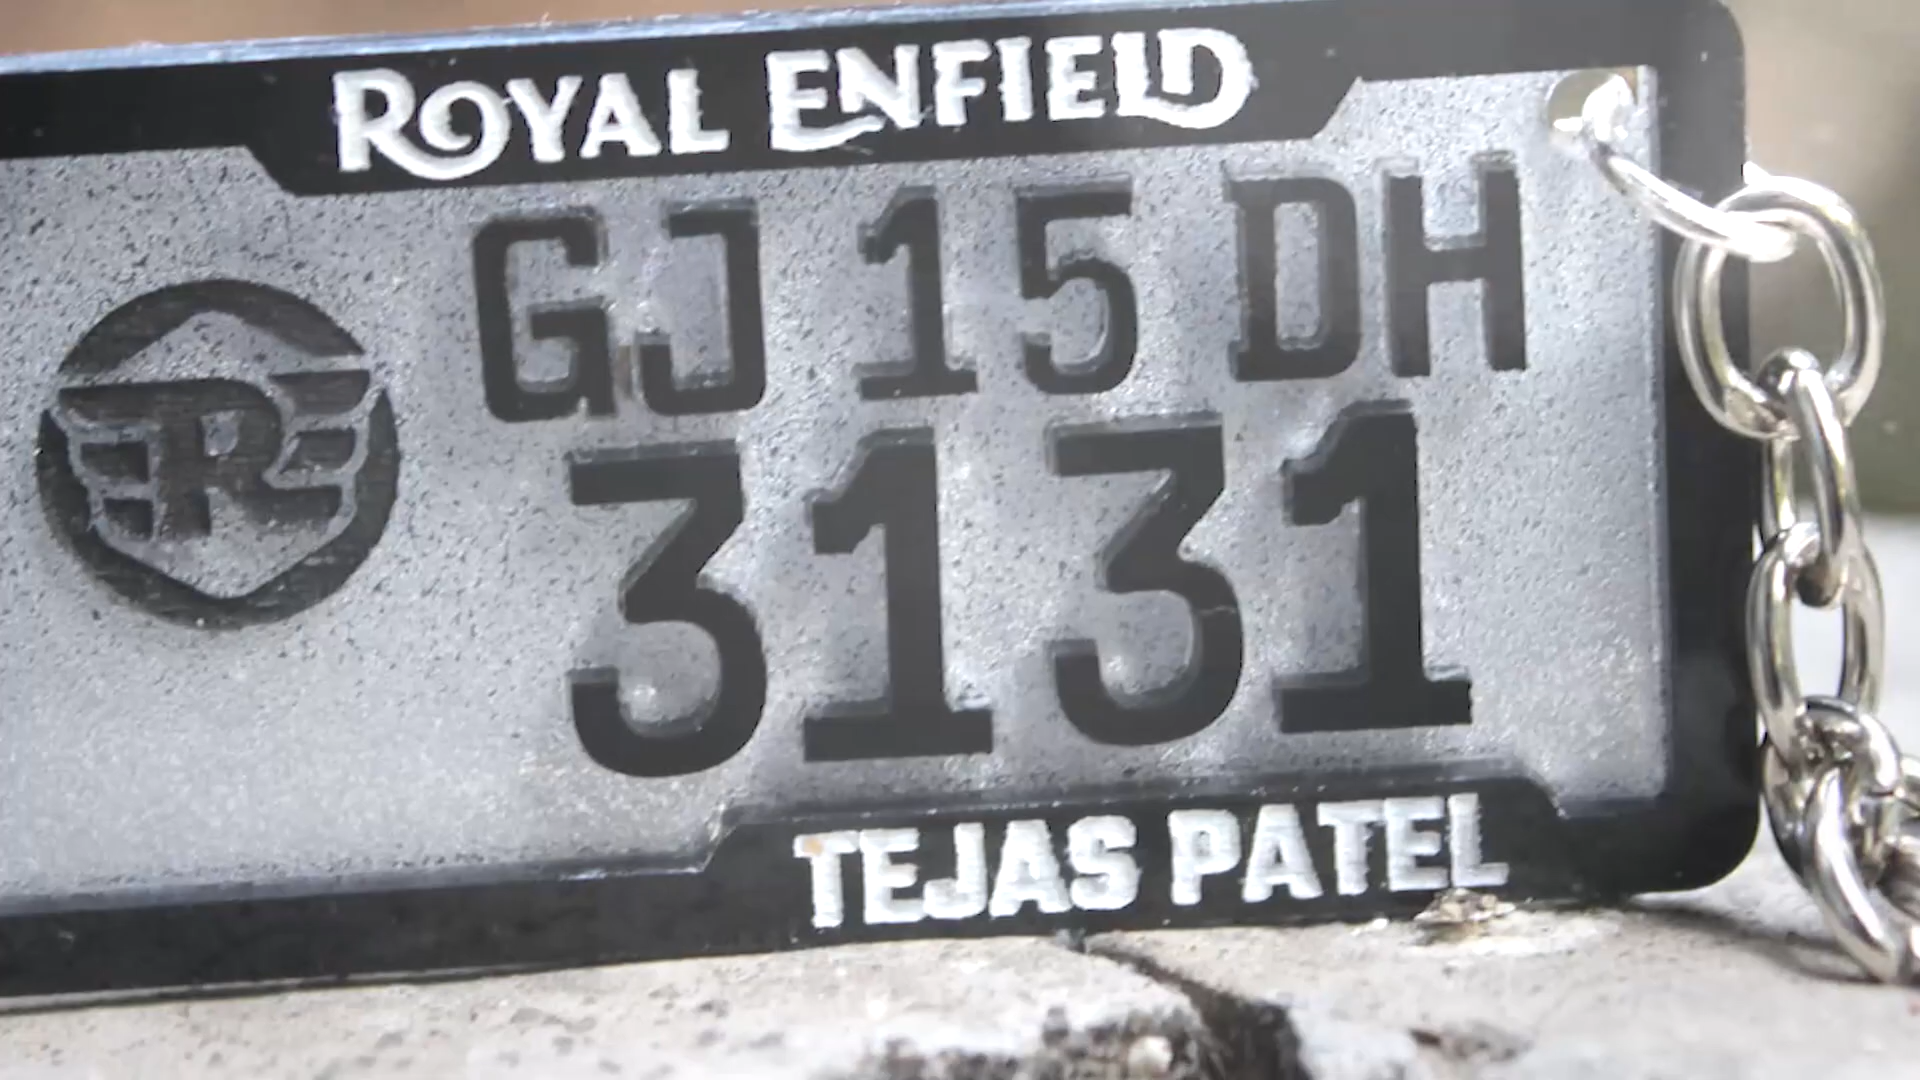 ROYAL ENFIELD
R
GJ 15 DH
3131
TEJAS PATEL